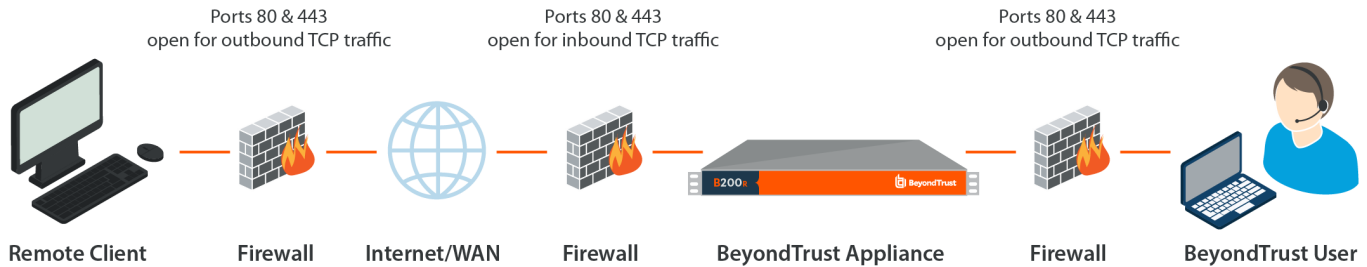 Ports 80 & 443
open for outbound TCP traffic
Ports 80 & 443
open for inbound TCP traffic
Ports 80 & 443
open for outbound TCP traffic
B200R
BeyondTrust
Remote Client
Firewall
Internet/WAN
Firewall
BeyondTrust Appliance
Firewall
BeyondTrust User